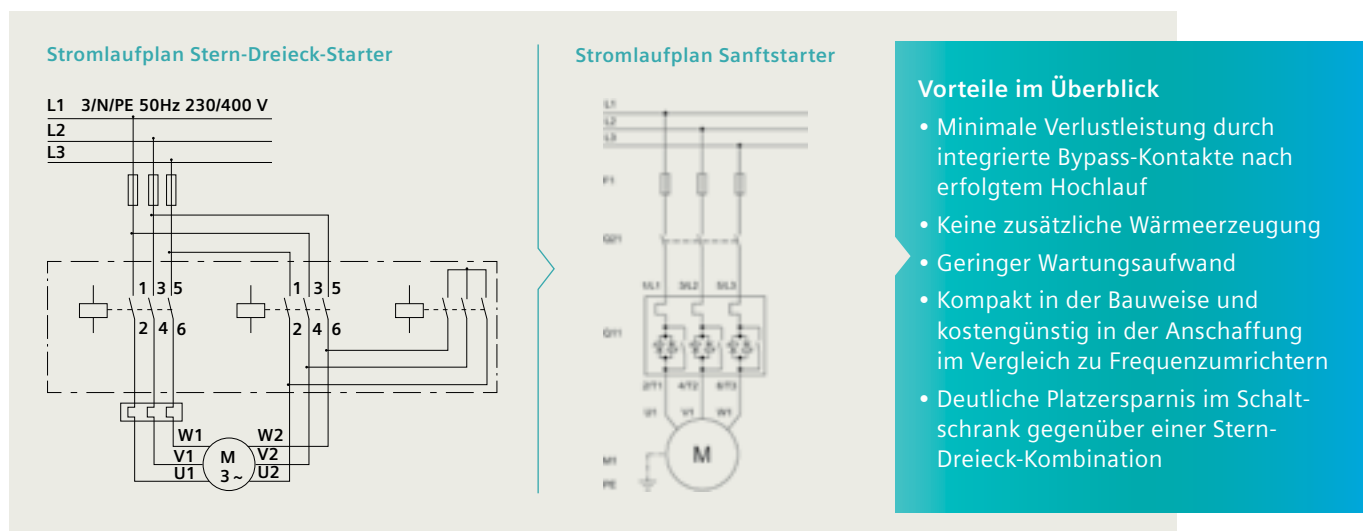 Stromlaufplan Stern-Dreieck-Starter
L1 3/N/PE 50Hz 230/400 V
L2
L3
1 3 5
2 4 6
1 3 5
2 4 6
W1
V1
U1
M
3 ~
W2
V2
U2
Stromlaufplan Sanftstarter
L1
L2
L3
F1
Q21
1/L1 3/L2 5/L3
Q11
2/T1 4/T2 6/T3
U1 V1 W1
M
M1
PE
Vorteile im Überblick
• Minimale Verlustleistung durch
integrierte Bypass-Kontakte nach
erfolgtem Hochlauf
• Keine zusätzliche Wärmeerzeugung
• Geringer Wartungsaufwand
• Kompakt in der Bauweise und
kostengünstig in der Anschaffung
im Vergleich zu Frequenzumrichtern
• Deutliche Platzersparnis im Schalt-
schrank gegenüber einer Stern-
Dreieck-Kombination